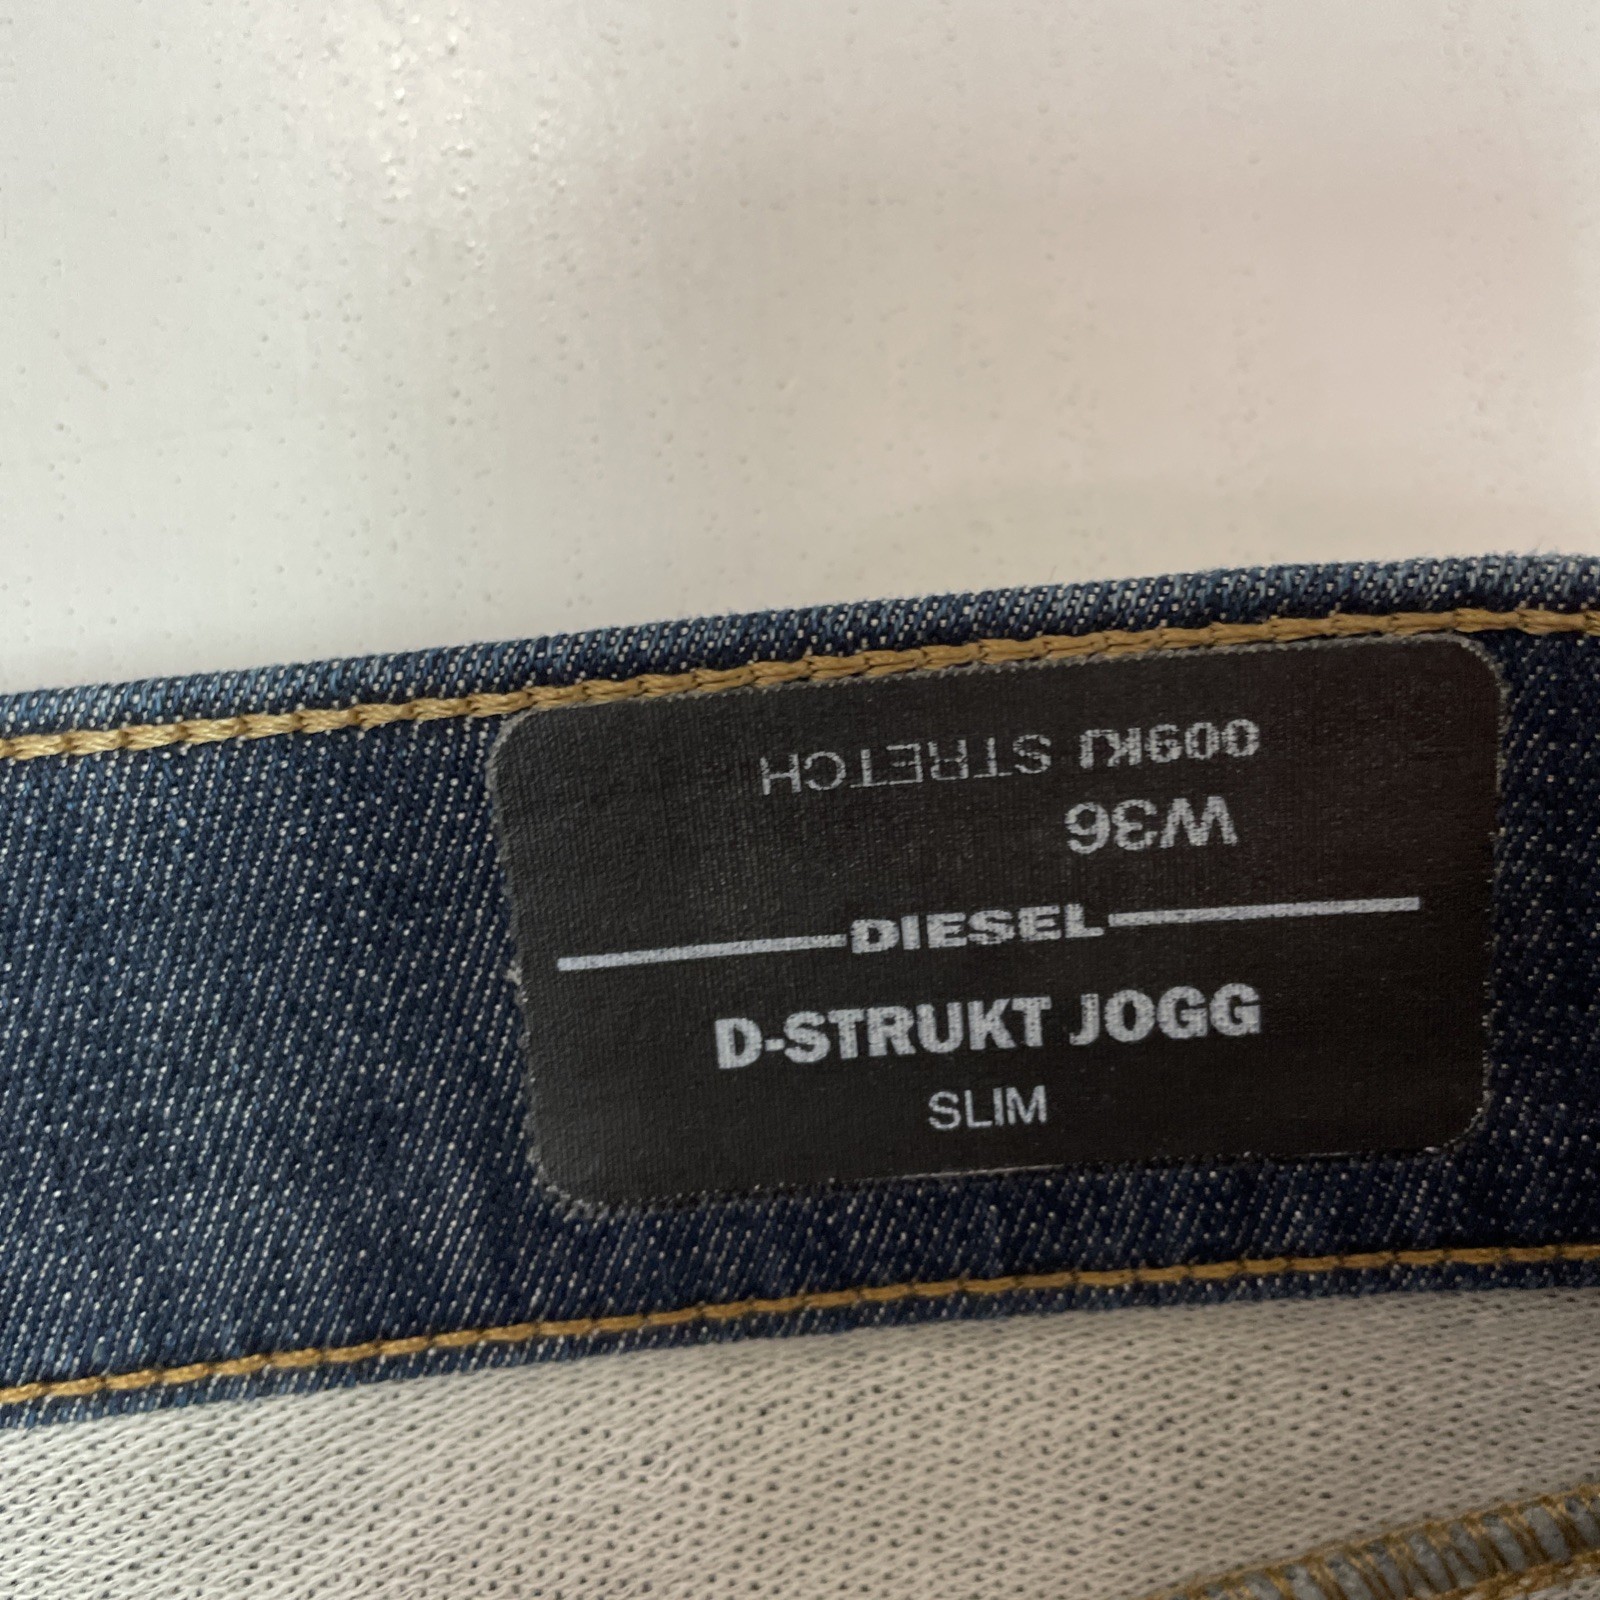 009KJ STRETCH
W36
DIESEL
D-STRUKT JOGG
SLIM